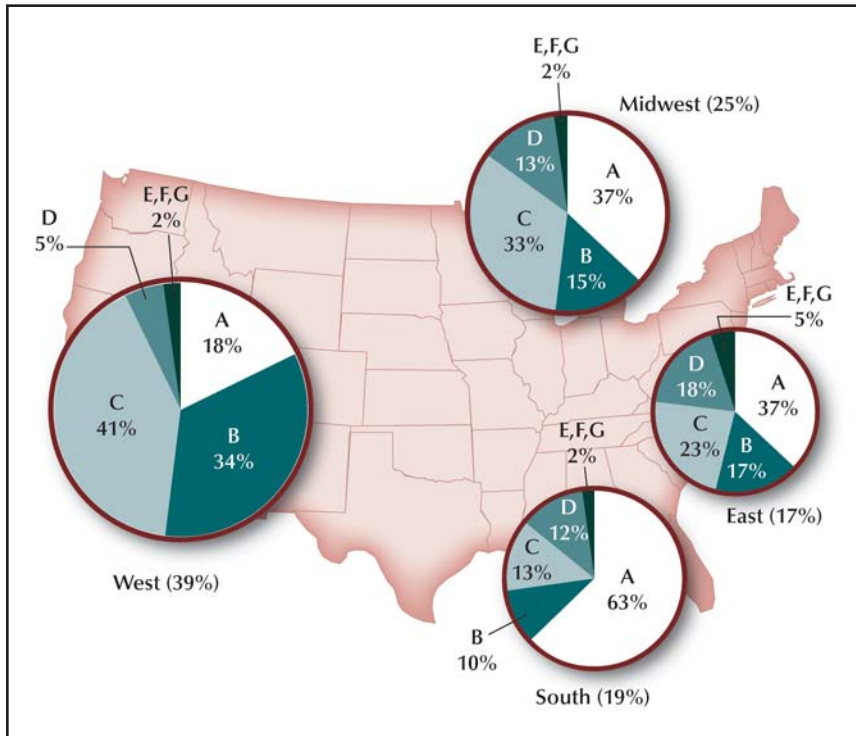 E,F,G
2%
Midwest (25%)
D
13%
A
37%
C
33%
B
15%
D
5%
E,F,G
2%
A
18%
C
41%
B
34%
West (39%)
E,F,G
5%
D
18%
A
37%
C
23%
B
17%
East (17%)
E,F,G
2%
D
12%
C
13%
A
63%
B
10%
South (19%)